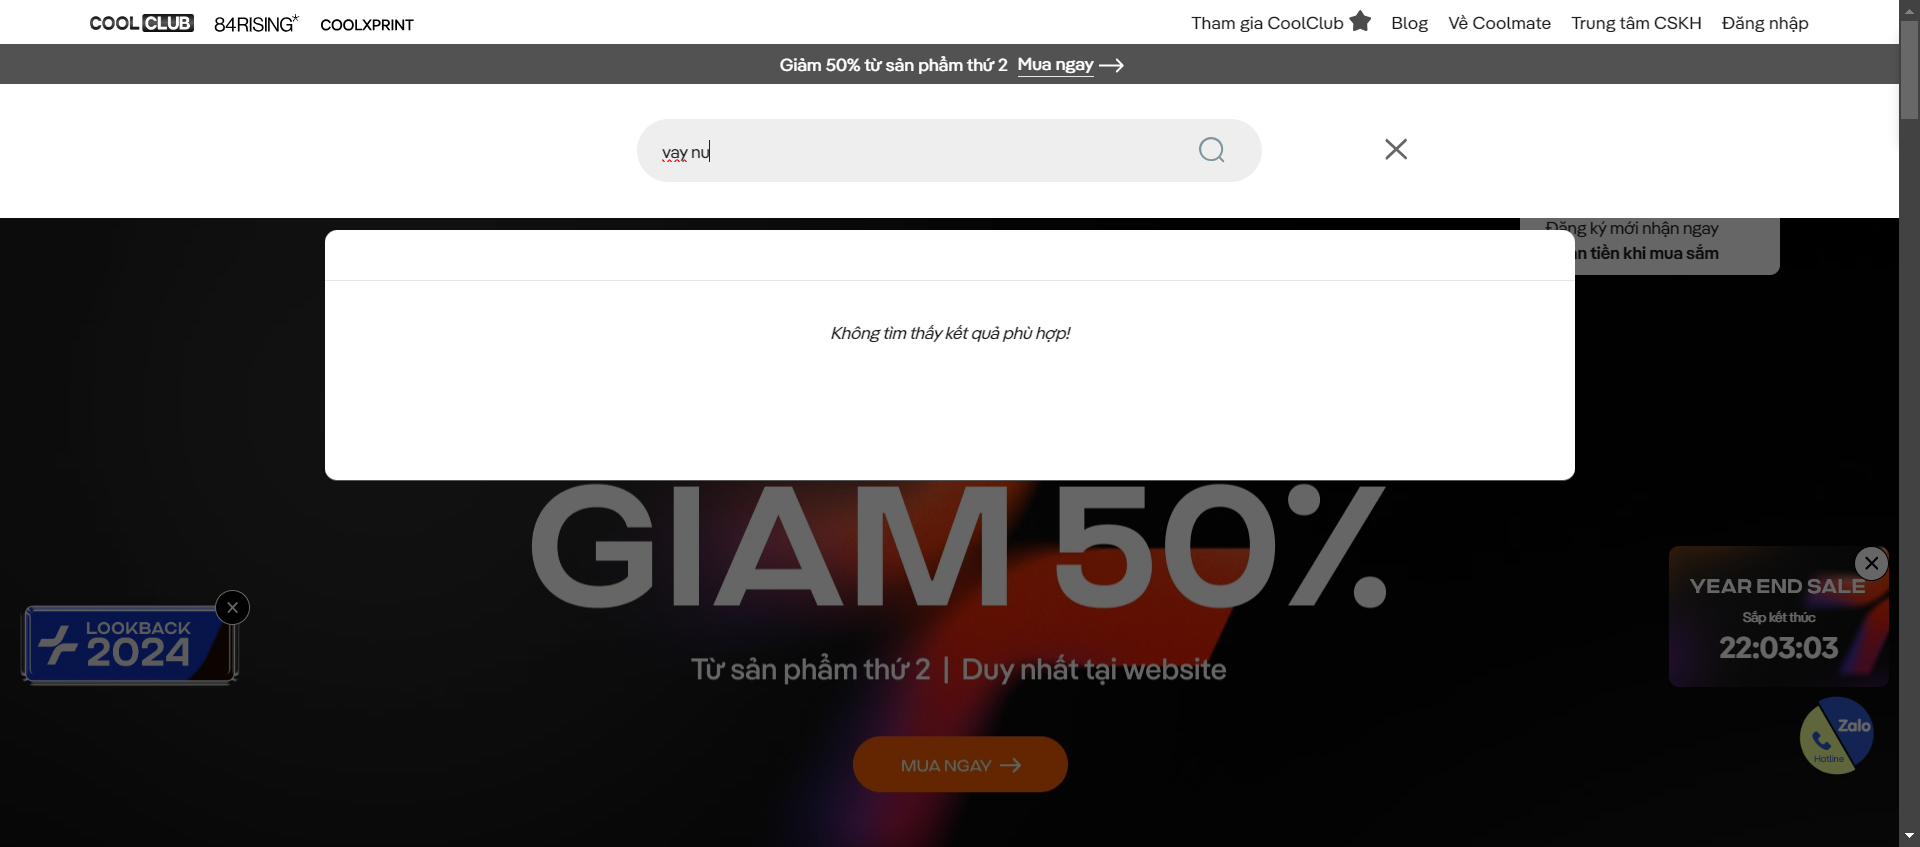 COOL CLUB
84RISING*
COOLXPRINT
Tham gia CoolClub
Blog
Về Coolmate
Trung tâm CSKH
Đăng nhập
Giảm 50% từ sản phẩm thứ 2 Mua ngay
vay nu
Đăng ký mới nhận ngay
tiền khi mua sắm
Không tìm thấy kết quả phù hợp!
GIAM 50%
LOOKBACK
2024
YEAR END SALE
Sắp kết thúc
22:03:03
Từ sản phẩm thứ 2 | Duy nhất tại website
MUA NGAY
Zalo
Hotline